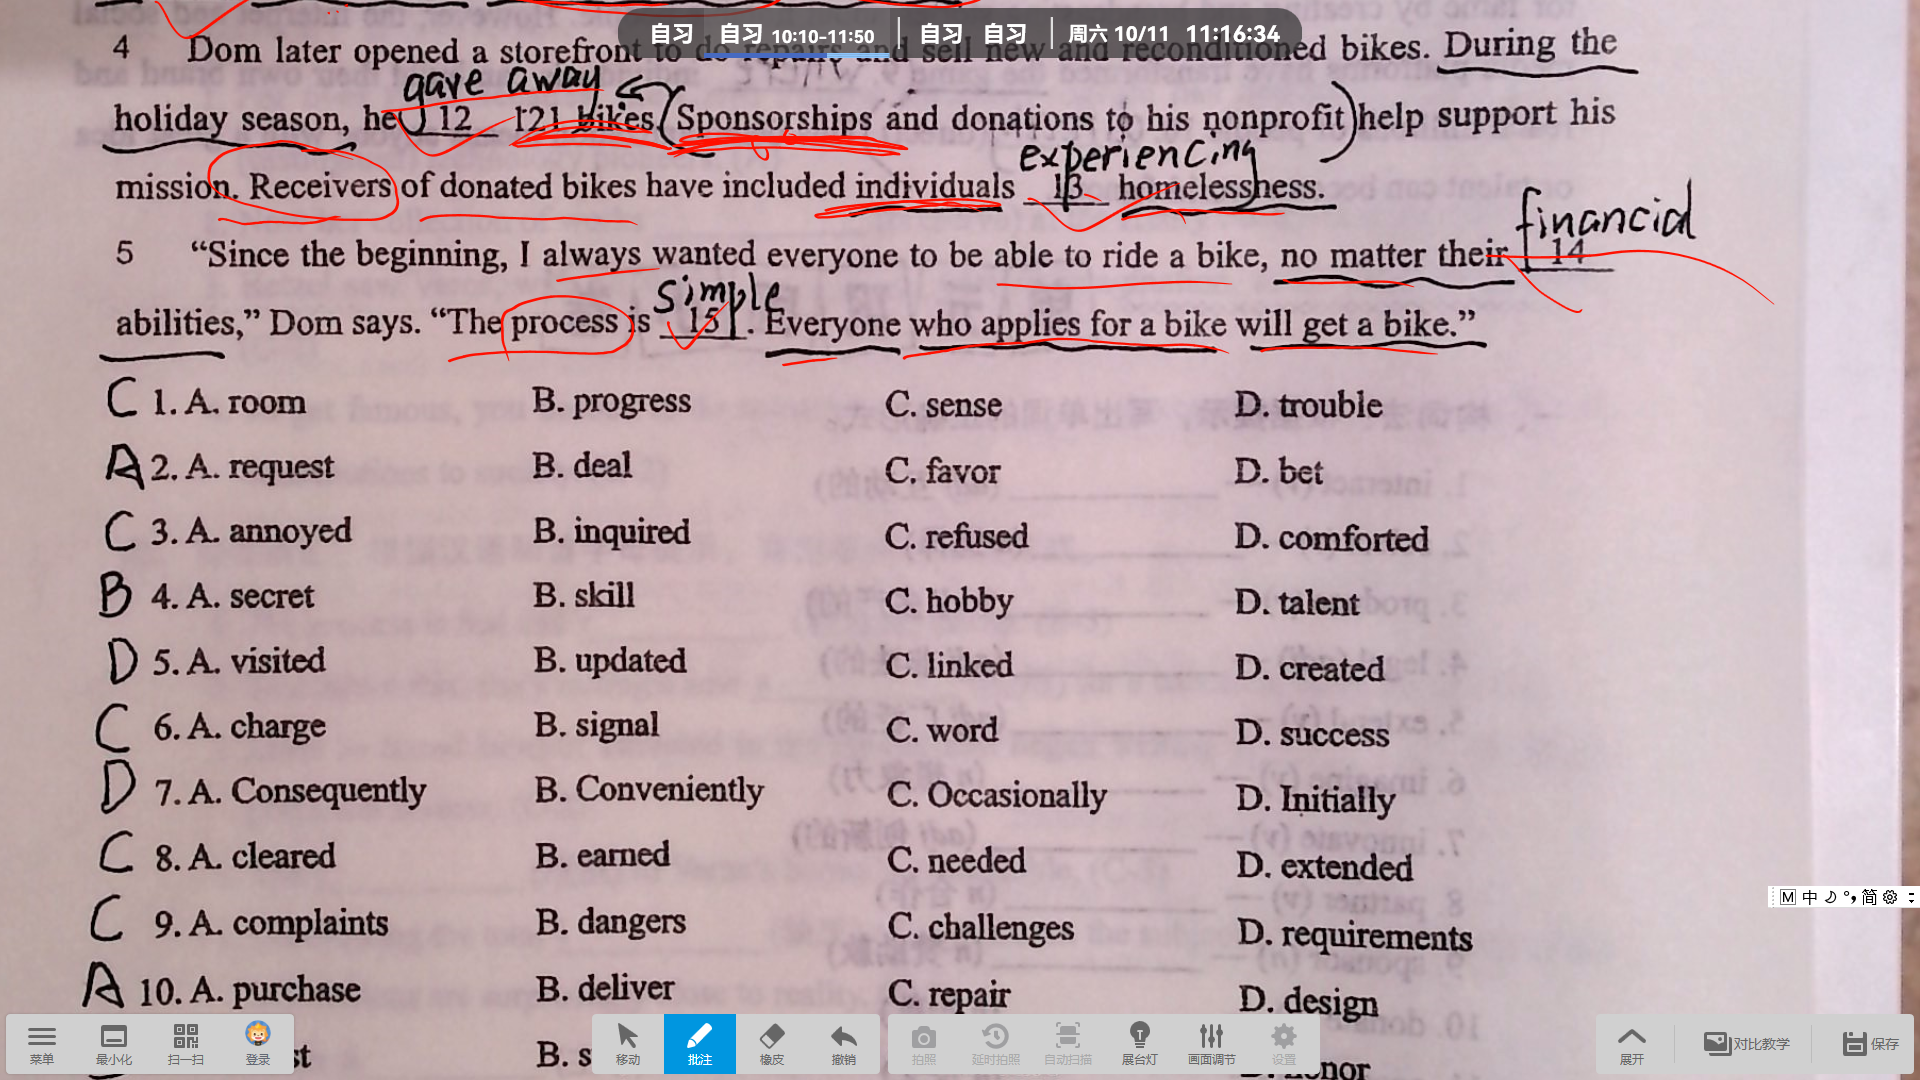 自习 自习 10:10-11:50 自习 自习 周六 10/11 11:16:34
4 Dom later opened a storefront to do repairs and sell new and reconditioned bikes. During the
gave away
holiday season, he 12 121 bikes. Sponsorships and donations to his nonprofit help support his
experiencing
mission. Receivers of donated bikes have included individuals 13 homelessness.
financial
5 “Since the beginning, I always wanted everyone to be able to ride a bike, no matter their 14
simple
abilities,” Dom says. “The process is 15. Everyone who applies for a bike will get a bike.”
C 1. A. room B. progress C. sense D. trouble
A 2. A. request B. deal C. favor D. bet
C 3. A. annoyed B. inquired C. refused D. comforted
B 4. A. secret B. skill C. hobby D. talent
D 5. A. visited B. updated C. linked D. created
C 6. A. charge B. signal C. word D. success
D 7. A. Consequently B. Conveniently C. Occasionally D. Initially
C 8. A. cleared B. earned C. needed D. extended
C 9. A. complaints B. dangers C. challenges D. requirements
A 10. A. purchase B. deliver C. repair D. design
M 中 简
菜单 最小化 扫一扫 登录 移动 批注 橡皮 撤销 拍照 延时拍照 自动扫描 展台灯 画面调节 设置 展开 对比教学 保存